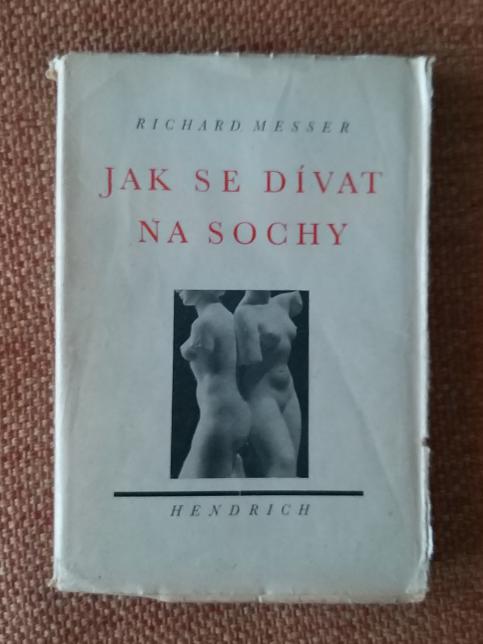 RICHARD MESSER
JAK SE DÍVAT
NA SOCHY
HENDRICH